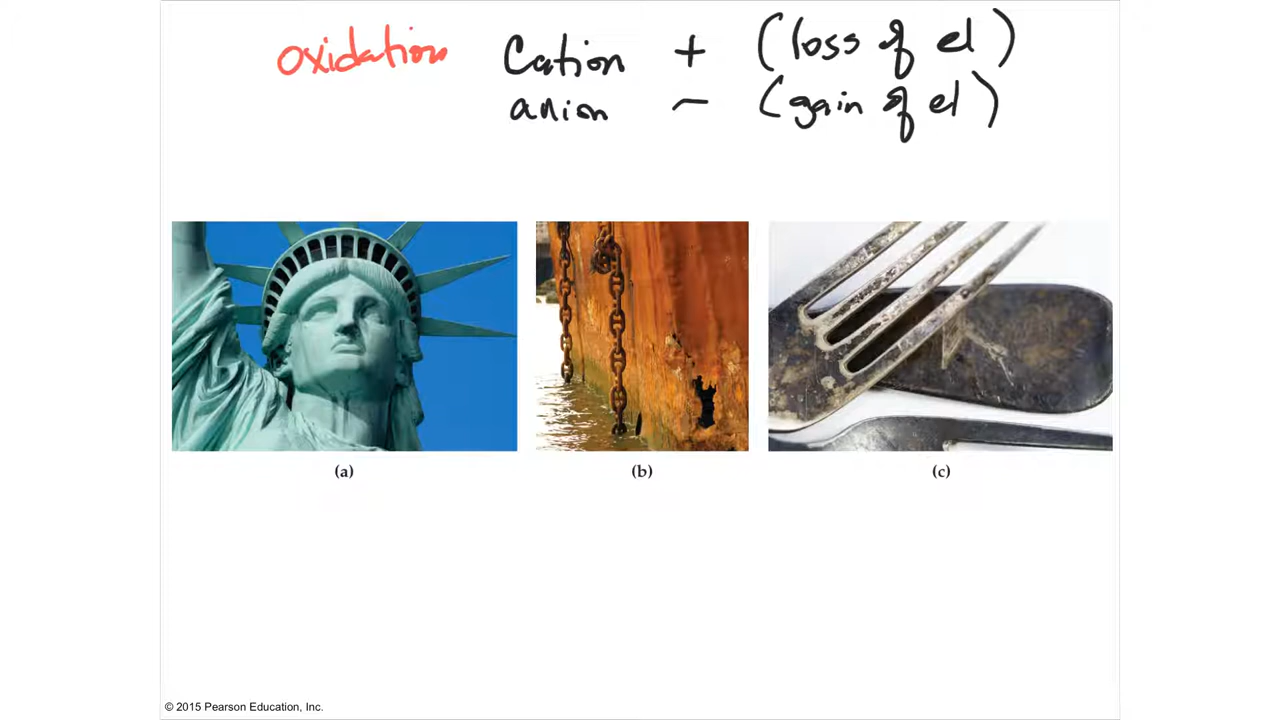 oxidation Cation + (loss of el)
anion - (gain of el)
(a) (b) (c)
© 2015 Pearson Education, Inc.